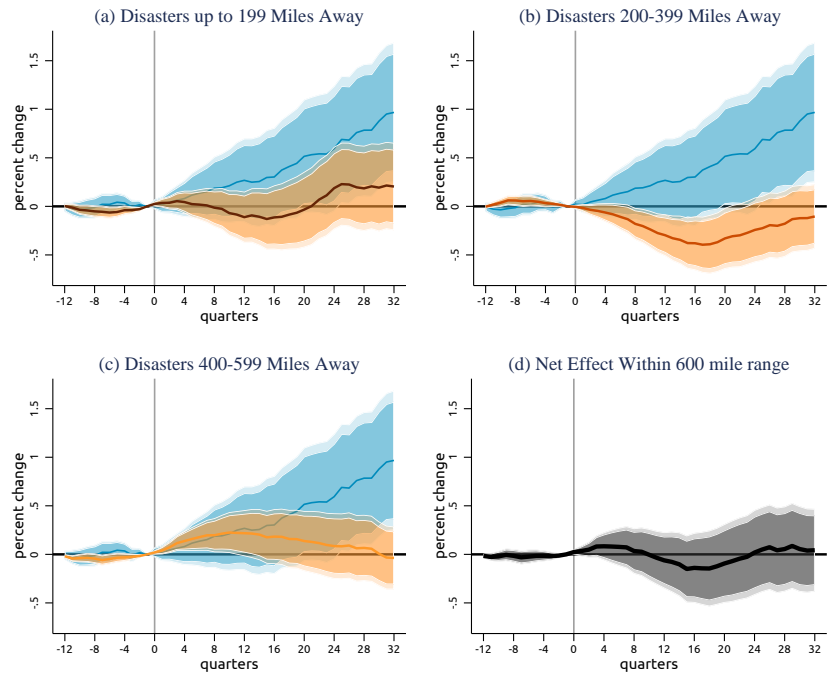 (a) Disasters up to 199 Miles Away
percent change
1.5
1
.5
0
-.5
-12 -8 -4 0 4 8 12 16 20 24 28 32
quarters
(b) Disasters 200-399 Miles Away
percent change
1.5
1
.5
0
-.5
-12 -8 -4 0 4 8 12 16 20 24 28 32
quarters
(c) Disasters 400-599 Miles Away
percent change
1.5
1
.5
0
-.5
-12 -8 -4 0 4 8 12 16 20 24 28 32
quarters
(d) Net Effect Within 600 mile range
percent change
1.5
1
.5
0
-.5
-12 -8 -4 0 4 8 12 16 20 24 28 32
quarters